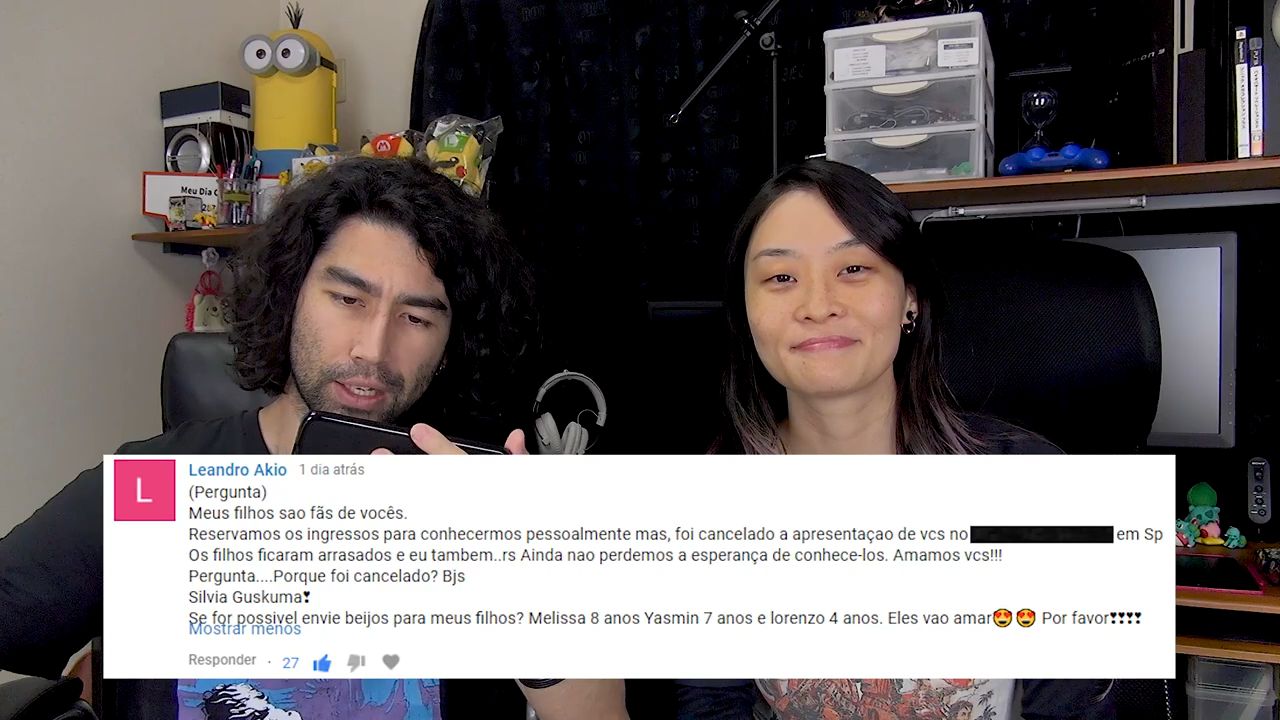 Meu Dia
Leandro Akio 1 dia atrás
L
(Pergunta)
Meus filhos sao fãs de vocês.
Reservamos os ingressos para conhecermos pessoalmente mas, foi cancelado a apresentaçao de vcs no em Sp
Os filhos ficaram arrasados e eu tambem..rs Ainda nao perdemos a esperança de conhece-los. Amamos vcs!!!
Pergunta....Porque foi cancelado? Bjs
Silvia Guskuma❣
Se for possivel envie beijos para meus filhos? Melissa 8 anos Yasmin 7 anos e lorenzo 4 anos. Eles vao amar😍😍 Por favor❣❣❣❣
Mostrar menos
Responder · 27